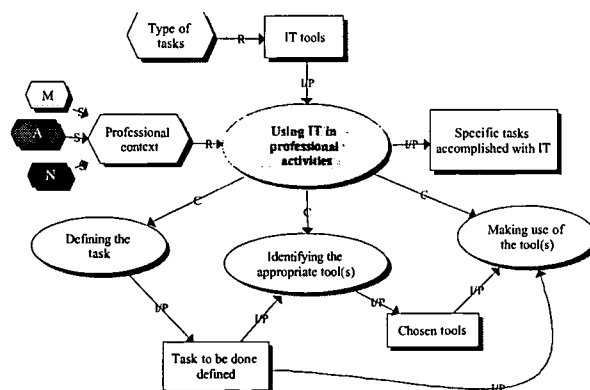 Type of
tasks
R
IT tools
I/P
M
S
A
S
N
S
Professional
context
R
Using IT in
professional
activities
I/P
Specific tasks
accomplished with IT
C
C
C
Defining the
task
Identifying the
appropriate tool(s)
Making use of
the tool(s)
I/P
I/P
I/P
I/P
Chosen tools
Task to be done
defined
I/P